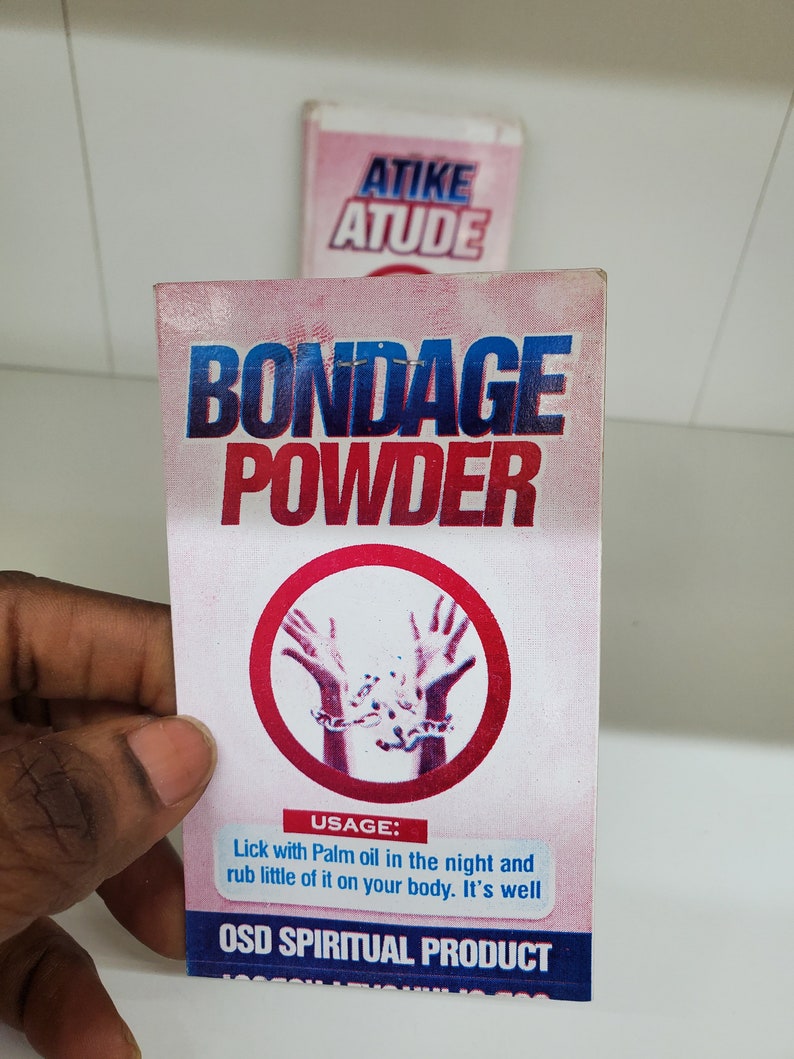 ATIKE
ATUDE
BONDAGE
POWDER
USAGE:
Lick with Palm oil in the night and
rub little of it on your body. It's well
OSD SPIRITUAL PRODUCT